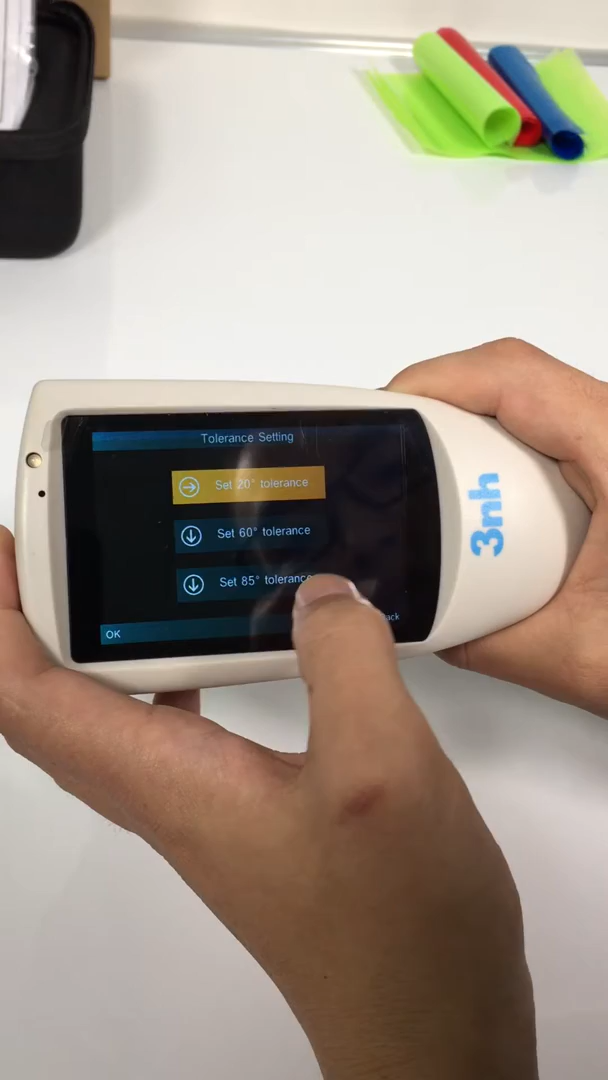 Tolerance Setting
Set 20° tolerance
Set 60° tolerance
Set 85° tolerance
OK
3nh